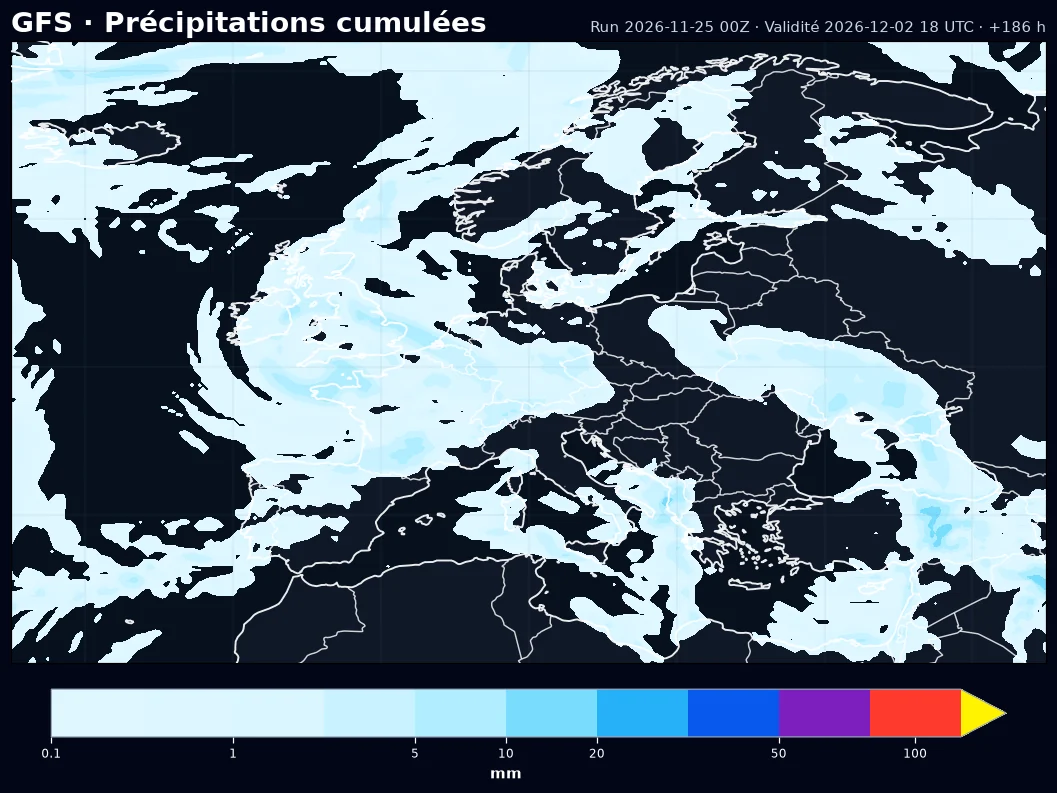 GFS · Précipitations cumulées
Run 2026-11-25 00Z · Validité 2026-12-02 18 UTC · +186 h
0.1 1 5 10 20 50 100
mm